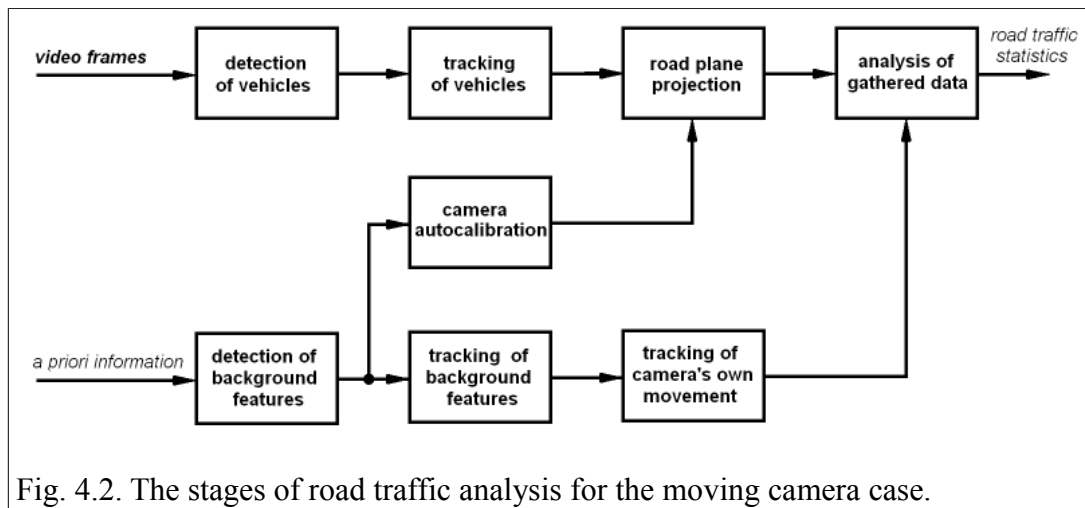 video frames
detection
of vehicles
tracking
of vehicles
road plane
projection
analysis of
gathered data
road traffic
statistics
camera
autocalibration
a priori information
detection of
background
features
tracking of
background
features
tracking of
camera's own
movement
Fig. 4.2. The stages of road traffic analysis for the moving camera case.